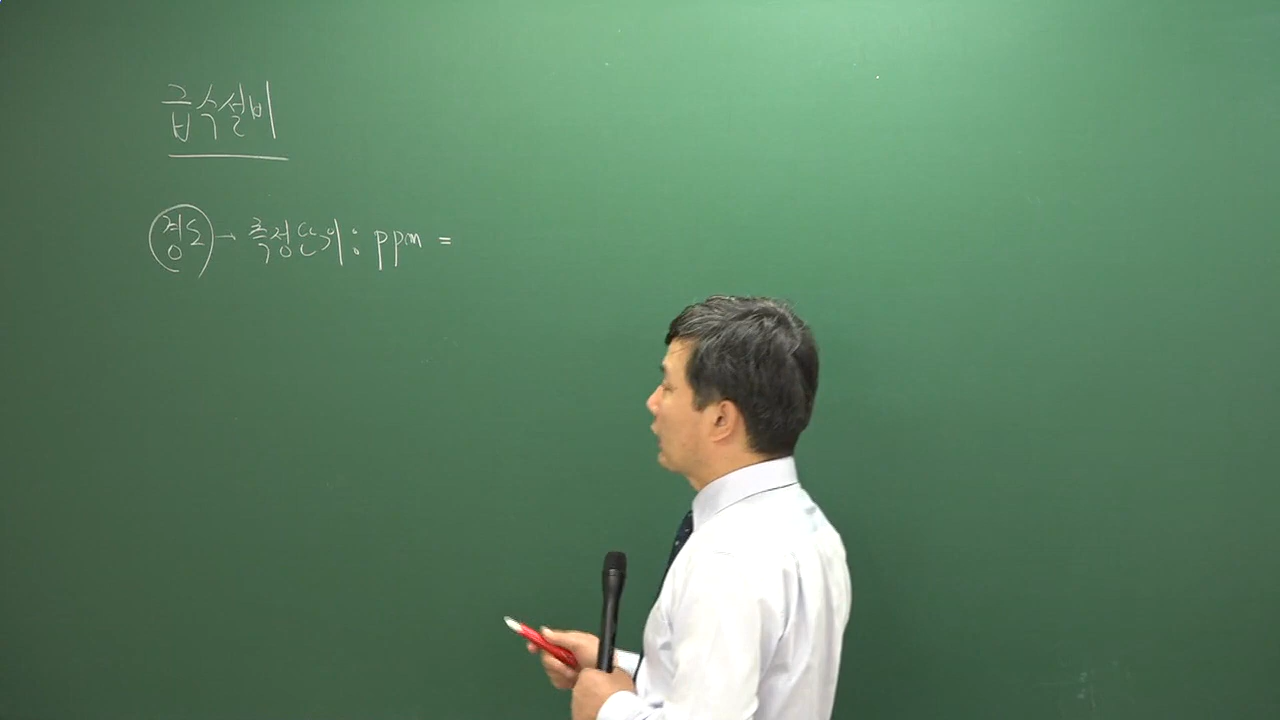 급수설비
경도 → 측정단위 : ppm =